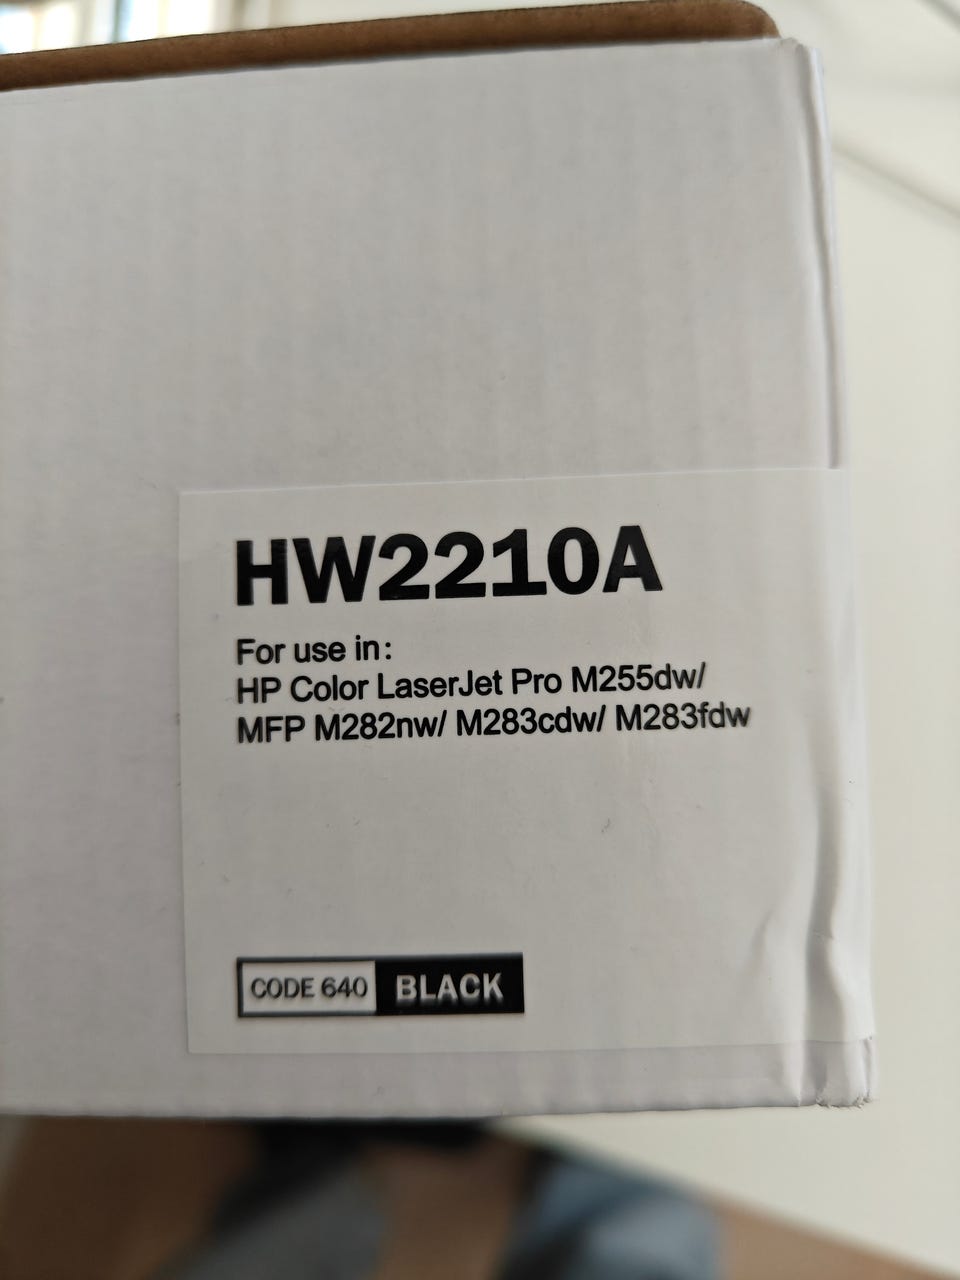 HW2210A
For use in:
HP Color LaserJet Pro M255dw/
MFP M282nw/ M283cdw/ M283fdw
CODE 640 BLACK